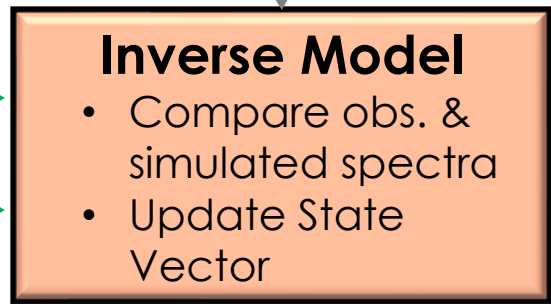 Inverse Model
• Compare obs. &
simulated spectra
• Update State
Vector